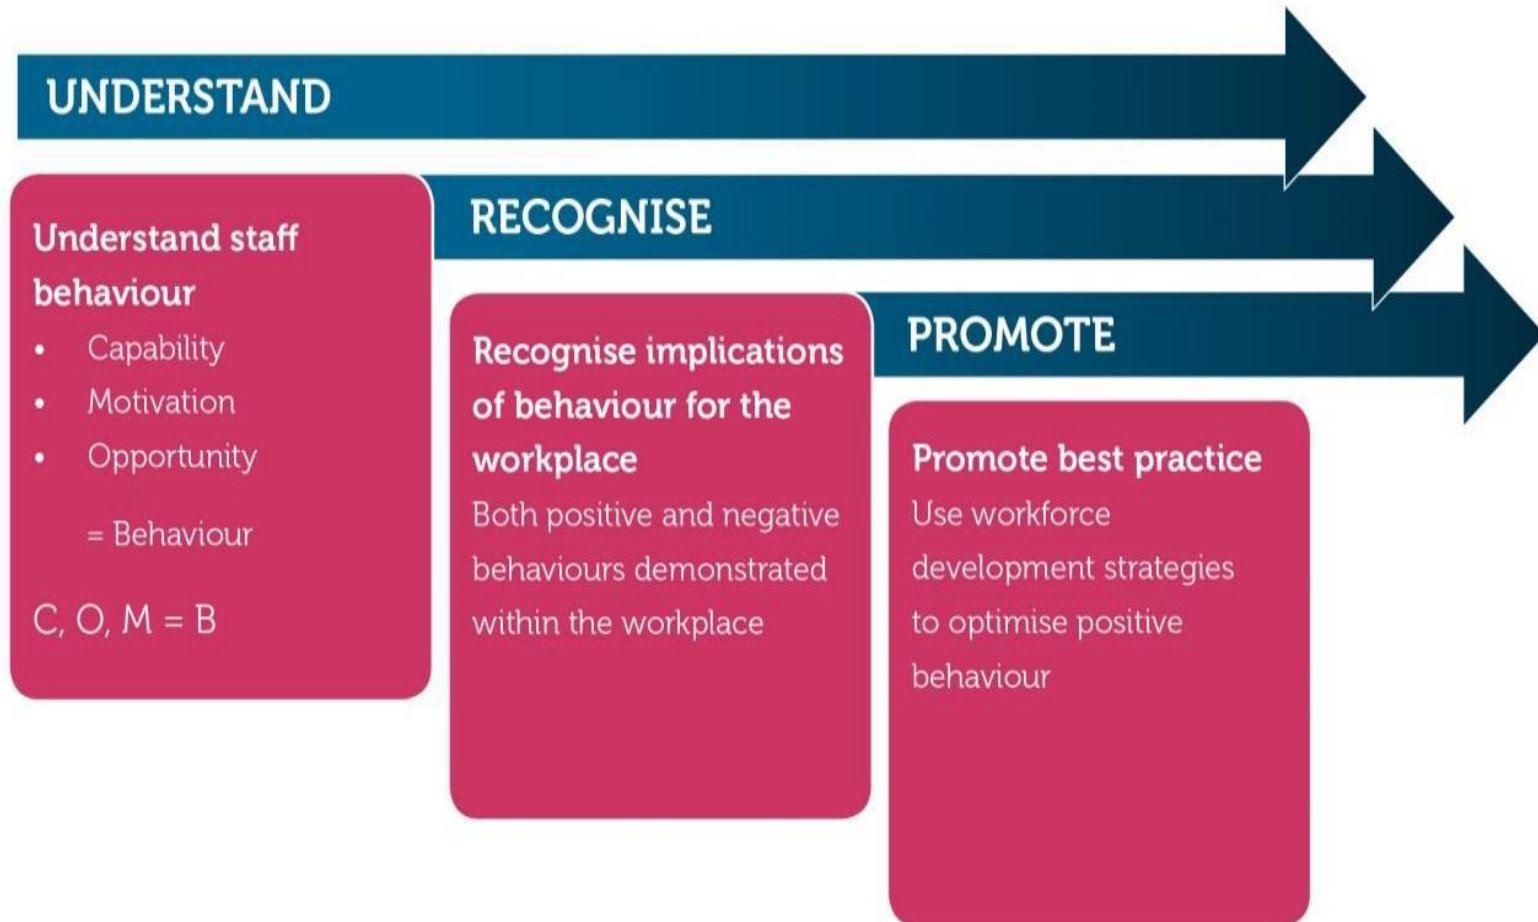 UNDERSTAND
Understand staff
behaviour
• Capability
• Motivation
• Opportunity
= Behaviour
C, O, M = B
RECOGNISE
Recognise implications
of behaviour for the
workplace
Both positive and negative
behaviours demonstrated
within the workplace
PROMOTE
Promote best practice
Use workforce
development strategies
to optimise positive
behaviour